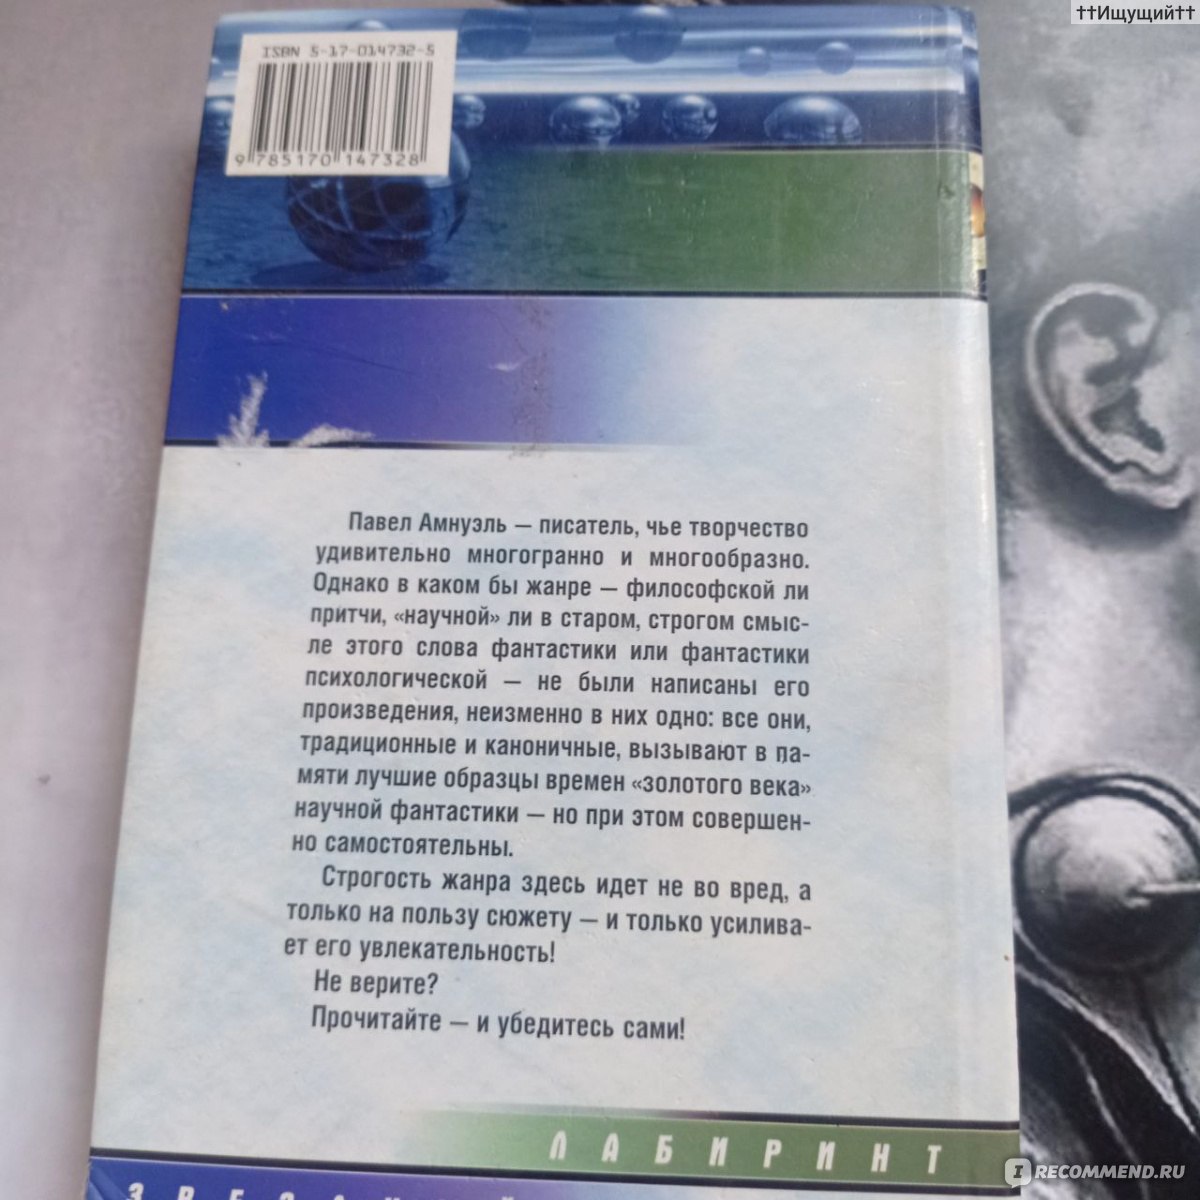 ††Ищущий††
ISBN 5-17-014732-5
9 785170 147328
Павел Амнуэль — писатель, чье творчество
удивительно многогранно и многообразно.
Однако в каком бы жанре — философской ли
притчи, «научной» ли в старом, строгом смыс-
ле этого слова фантастики или фантастики
психологической — не были написаны его
произведения, неизменно в них одно: все они,
традиционные и каноничные, вызывают в па-
мяти лучшие образцы времен «золотого века»
научной фантастики — но при этом совершен-
но самостоятельны.
Строгость жанра здесь идет не во вред, а
только на пользу сюжету — и только усилива-
ет его увлекательность!
Не верите?
Прочитайте — и убедитесь сами!
ЛАБИРИНТ
ЗВЕЗДНЫЙ
IRECOMMEND.RU